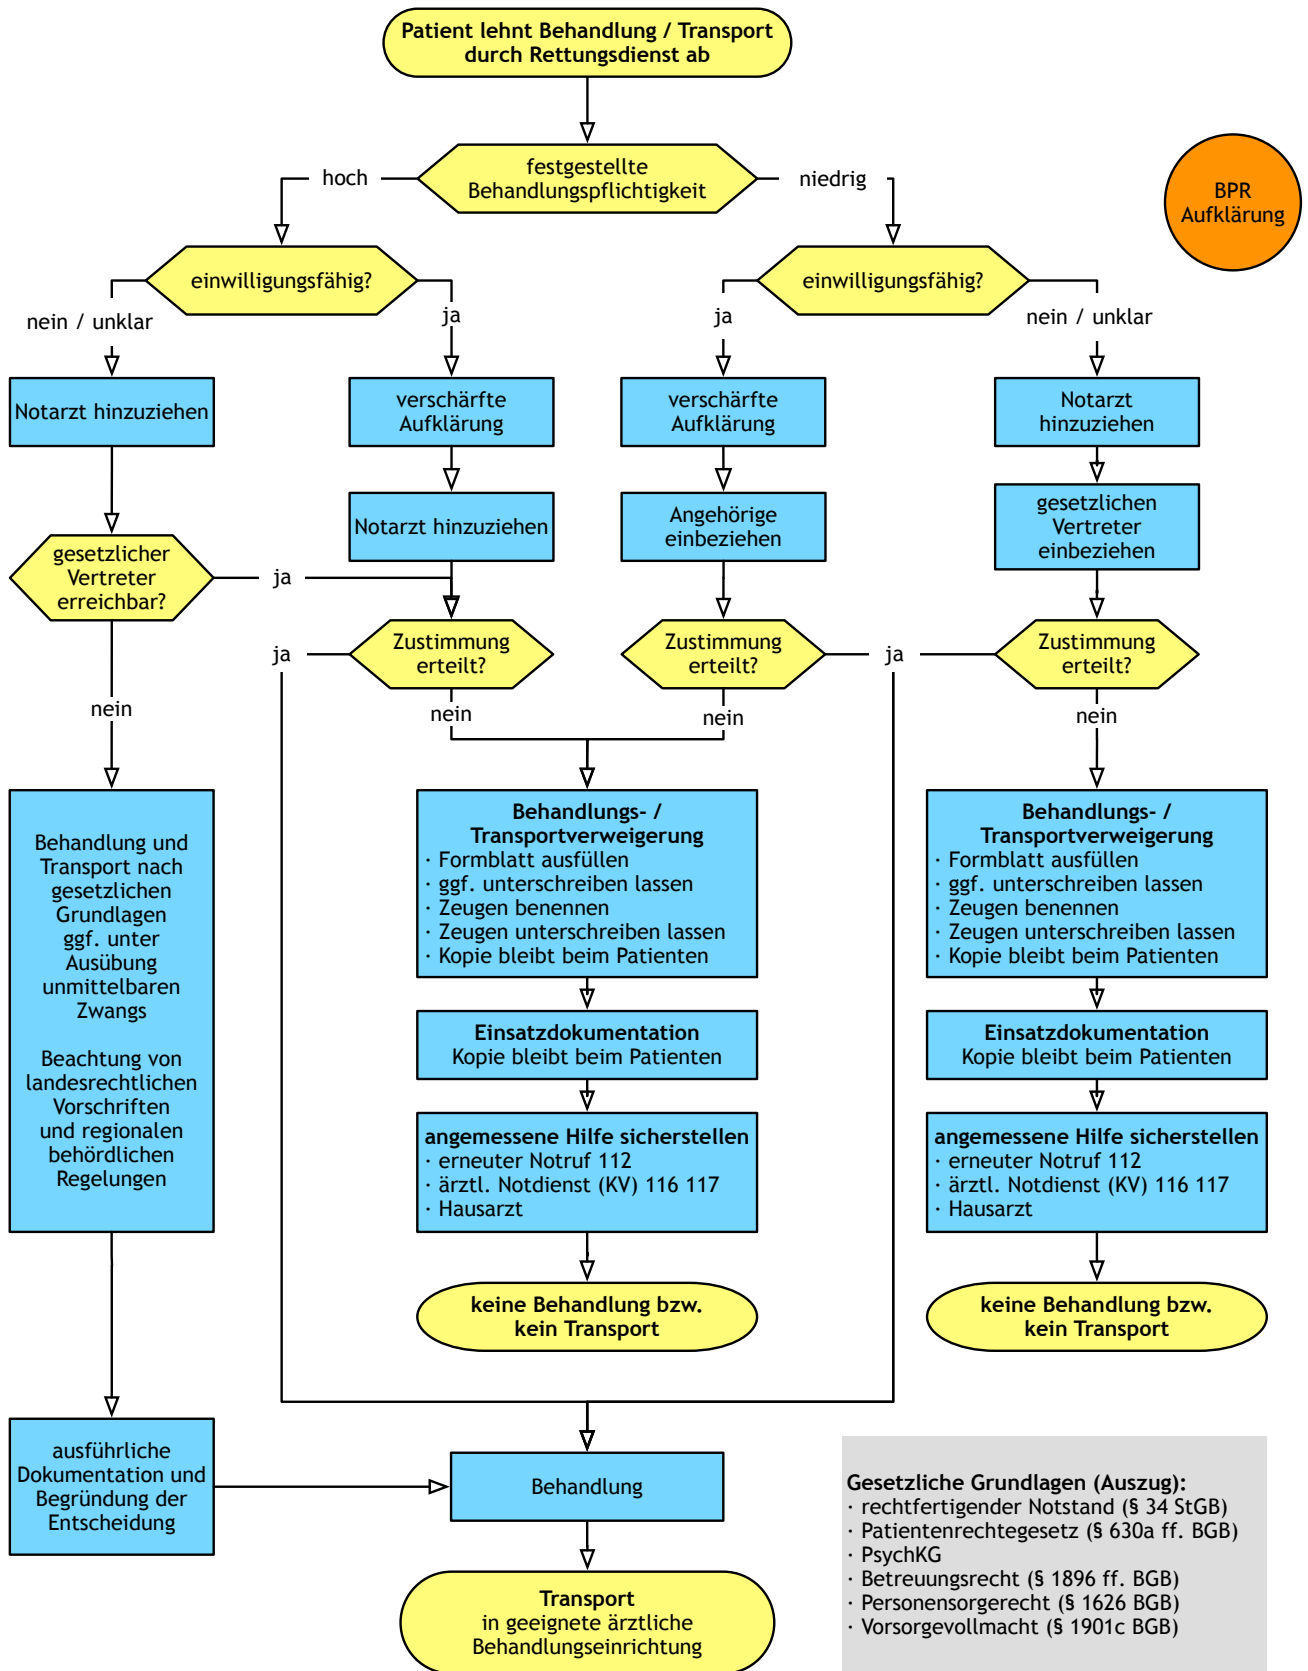 Patient lehnt Behandlung / Transport
durch Rettungsdienst ab
festgestellte
Behandlungspflichtigkeit
hoch
niedrig
BPR
Aufklärung
einwilligungsfähig?
einwilligungsfähig?
nein / unklar
ja
ja
nein / unklar
Notarzt hinzuziehen
verschärfte
Aufklärung
verschärfte
Aufklärung
Notarzt
hinzuziehen
Notarzt hinzuziehen
Angehörige
einbeziehen
gesetzlichen
Vertreter
einbeziehen
gesetzlicher
Vertreter
erreichbar?
ja
ja
Zustimmung
erteilt?
Zustimmung
erteilt?
ja
Zustimmung
erteilt?
nein
nein
nein
nein
Behandlung und
Transport nach
gesetzlichen
Grundlagen
ggf. unter
Ausübung
unmittelbaren
Zwangs
Beachtung von
landesrechtlichen
Vorschriften
und regionalen
behördlichen
Regelungen
Behandlungs- /
Transportverweigerung
· Formblatt ausfüllen
· ggf. unterschreiben lassen
· Zeugen benennen
· Zeugen unterschreiben lassen
· Kopie bleibt beim Patienten
Behandlungs- /
Transportverweigerung
· Formblatt ausfüllen
· ggf. unterschreiben lassen
· Zeugen benennen
· Zeugen unterschreiben lassen
· Kopie bleibt beim Patienten
Einsatzdokumentation
Kopie bleibt beim Patienten
Einsatzdokumentation
Kopie bleibt beim Patienten
angemessene Hilfe sicherstellen
· erneuter Notruf 112
· ärztl. Notdienst (KV) 116 117
· Hausarzt
angemessene Hilfe sicherstellen
· erneuter Notruf 112
· ärztl. Notdienst (KV) 116 117
· Hausarzt
keine Behandlung bzw.
kein Transport
keine Behandlung bzw.
kein Transport
ausführliche
Dokumentation und
Begründung der
Entscheidung
Behandlung
Transport
in geeignete ärztliche
Behandlungseinrichtung
Gesetzliche Grundlagen (Auszug):
· rechtfertigender Notstand (§ 34 StGB)
· Patientenrechtegesetz (§ 630a ff. BGB)
· PsychKG
· Betreuungsrecht (§ 1896 ff. BGB)
· Personensorgerecht (§ 1626 BGB)
· Vorsorgevollmacht (§ 1901c BGB)